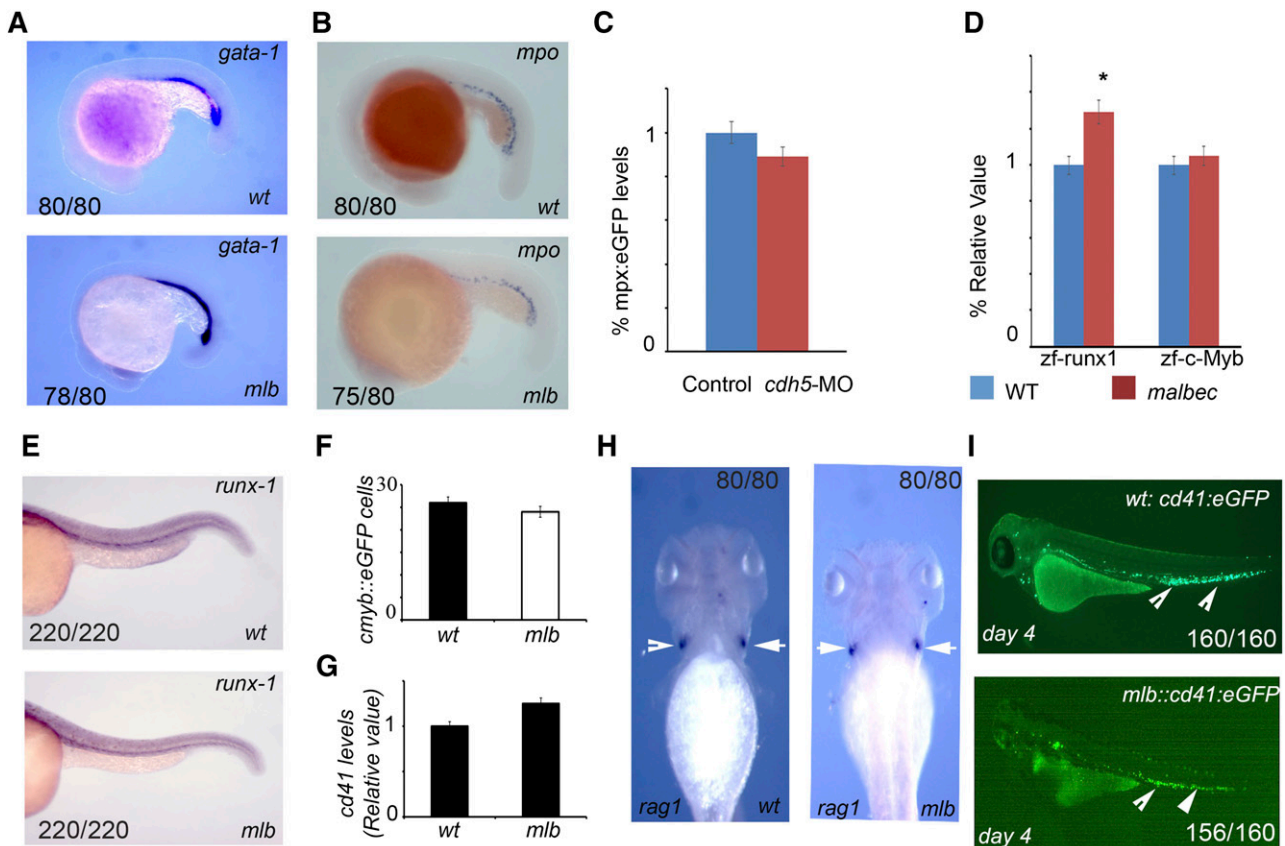 A
gata-1
80/80
wt
gata-1
78/80
mlb
B
mpo
80/80
wt
mpo
75/80
mlb
C
% mpx:eGFP levels
1
0
Control cdh5-MO
D
% Relative Value
*
1
0
zf-runx1 zf-c-Myb
WT malbec
E
runx-1
220/220
wt
runx-1
220/220
mlb
F
cmyb::eGFP cells
30
0
wt mlb
G
cd41 levels
(Relative value)
1
0
wt mlb
H
80/80
rag1 wt
80/80
rag1 mlb
I
wt: cd41:eGFP
day 4
160/160
mlb::cd41:eGFP
day 4
156/160